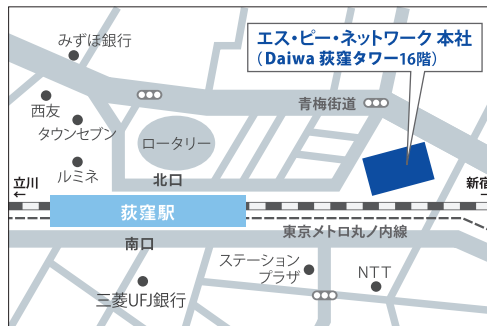 みずほ銀行
エス・ピー・ネットワーク 本社
（Daiwa 荻窪タワー16階）
西友
青梅街道
タウンセブン
ロータリー
ルミネ
北口
立川
←
新宿
→
荻窪駅
東京メトロ丸ノ内線
南口
ステーション
プラザ
NTT
三菱UFJ銀行